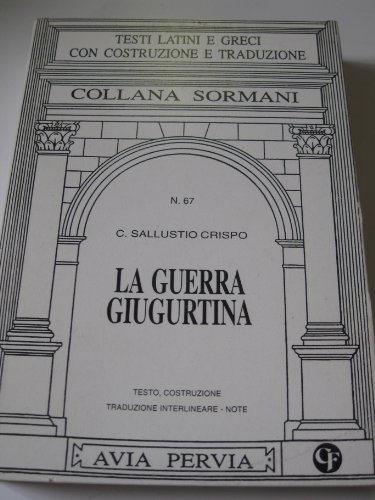 TESTI LATINI E GRECI
CON COSTRUZIONE E TRADUZIONE
COLLANA SORMANI
N. 67
C. SALLUSTIO CRISPO
LA GUERRA
GIUGURTINA
TESTO, COSTRUZIONE
TRADUZIONE INTERLINEARE - NOTE
AVIA PERVIA